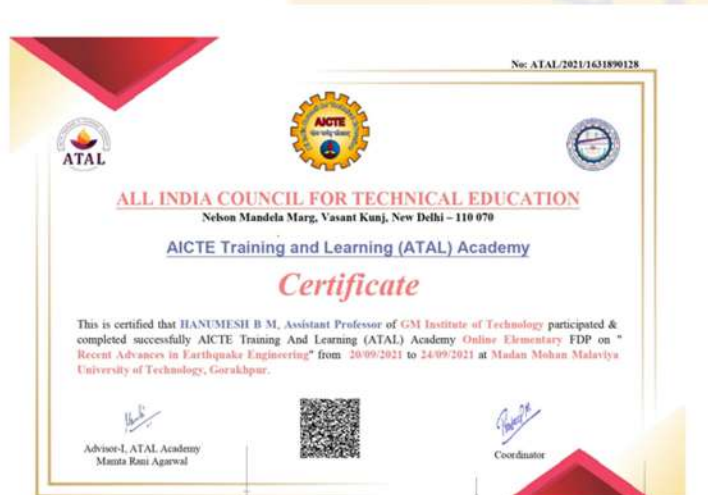 No: ATAL/2021/1631890128
ATAL
AICTE
ALL INDIA COUNCIL FOR TECHNICAL EDUCATION
Nelson Mandela Marg, Vasant Kunj, New Delhi – 110 070
AICTE Training and Learning (ATAL) Academy
Certificate
This is certified that HANUMESH B M, Assistant Professor of GM Institute of Technology participated &
completed successfully AICTE Training And Learning (ATAL) Academy Online Elementary FDP on "
Recent Advances in Earthquake Engineering" from 20/09/2021 to 24/09/2021 at Madan Mohan Malaviya
University of Technology, Gorakhpur.
Advisor-I, ATAL Academy
Mamta Rani Agarwal
Coordinator